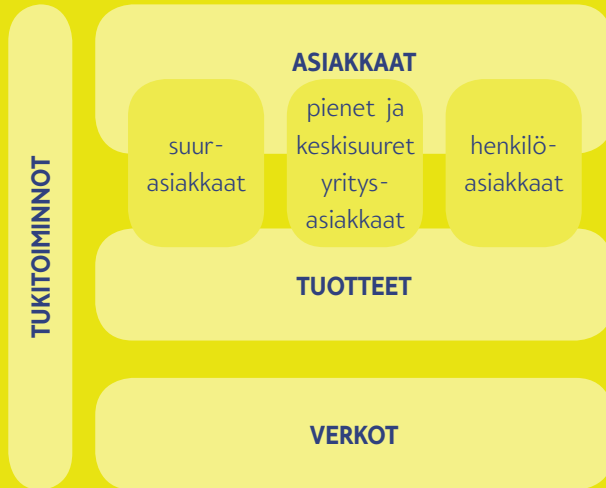 TUKITOIMINNOT
ASIAKKAAT
suur-
asiakkaat
pienet ja
keskisuuret
yritys-
asiakkaat
henkilö-
asiakkaat
TUOTTEET
VERKOT